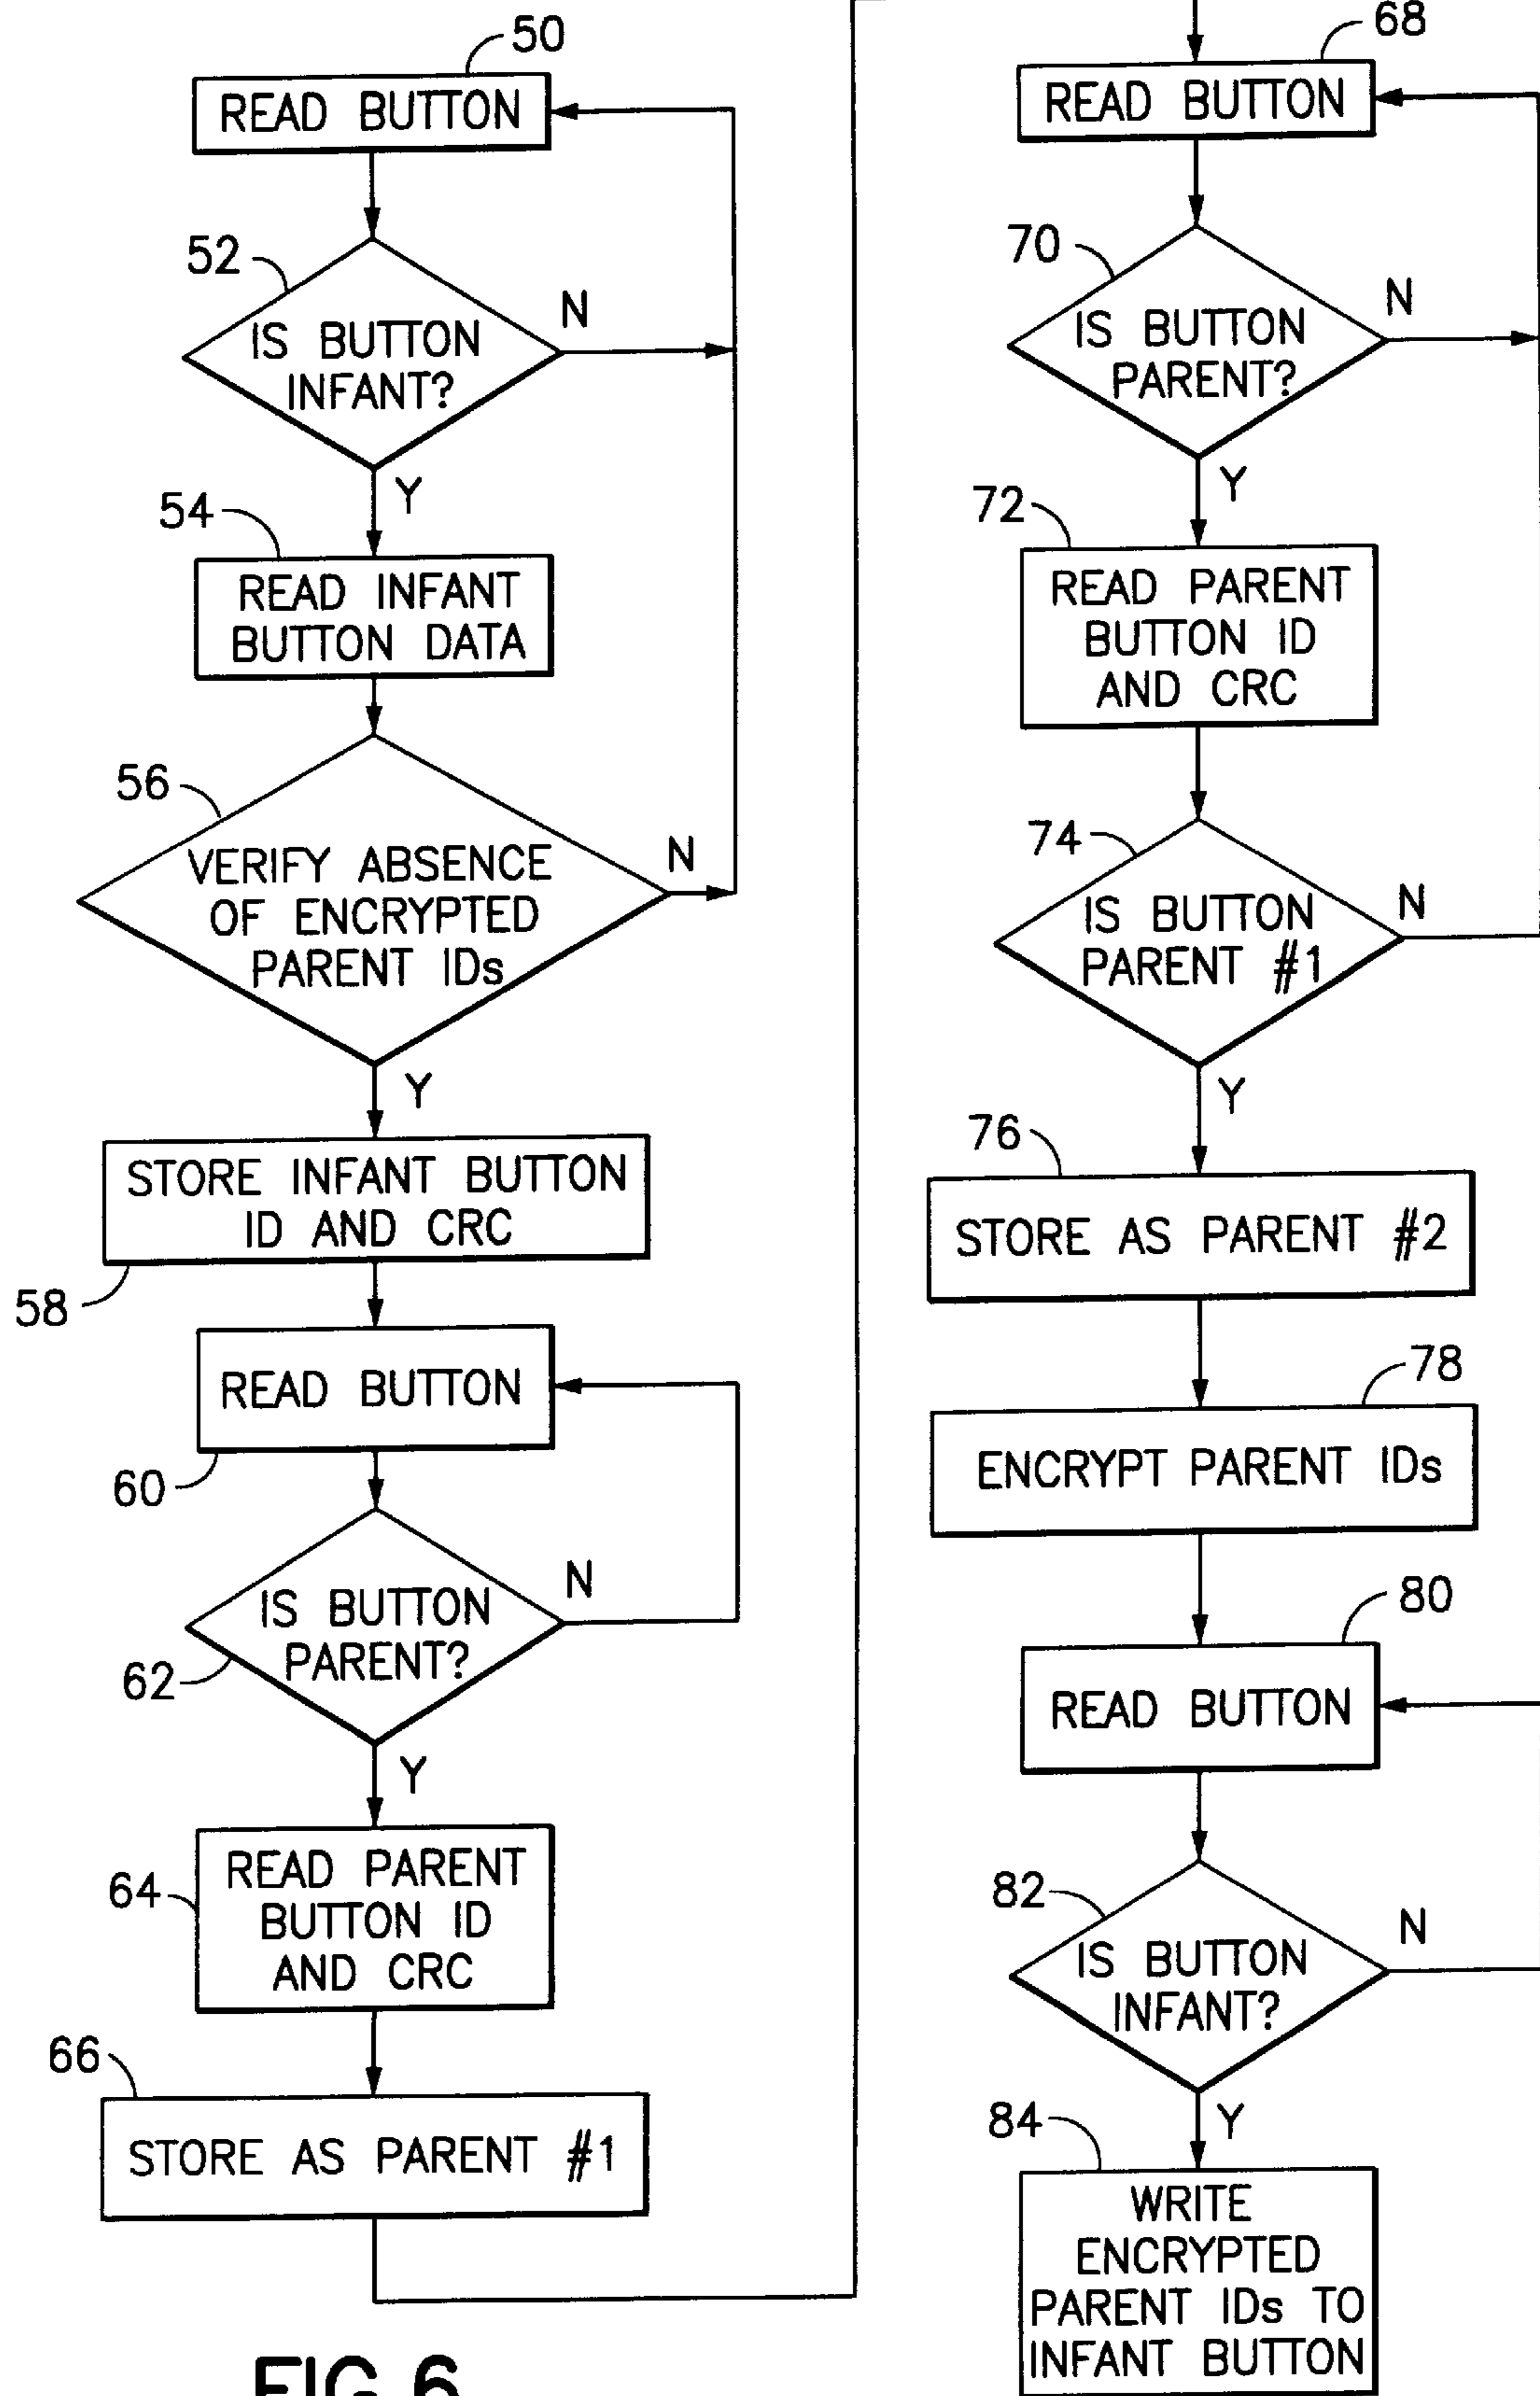 50
READ BUTTON
52
IS BUTTON
INFANT?
N
Y
54
READ INFANT
BUTTON DATA
56
VERIFY ABSENCE
OF ENCRYPTED
PARENT IDs
N
Y
STORE INFANT BUTTON
ID AND CRC
58
READ BUTTON
60
IS BUTTON
PARENT?
N
62
Y
READ PARENT
BUTTON ID
AND CRC
64
66
STORE AS PARENT #1
68
READ BUTTON
70
IS BUTTON
PARENT?
N
Y
72
READ PARENT
BUTTON ID
AND CRC
74
IS BUTTON
PARENT #1
N
Y
76
STORE AS PARENT #2
78
ENCRYPT PARENT IDs
80
READ BUTTON
82
IS BUTTON
INFANT?
N
Y
84
WRITE
ENCRYPTED
PARENT IDs TO
INFANT BUTTON
FIG. 6